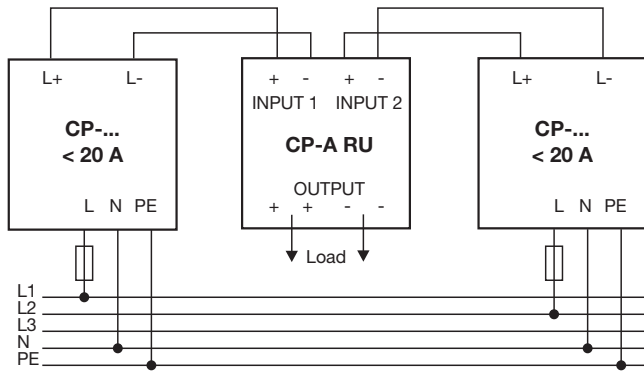 L+ L-
CP-...
< 20 A
L N PE
+ - + -
INPUT 1 INPUT 2
CP-A RU
OUTPUT
+ + - -
Load
L+ L-
CP-...
< 20 A
L N PE
L1
L2
L3
N
PE